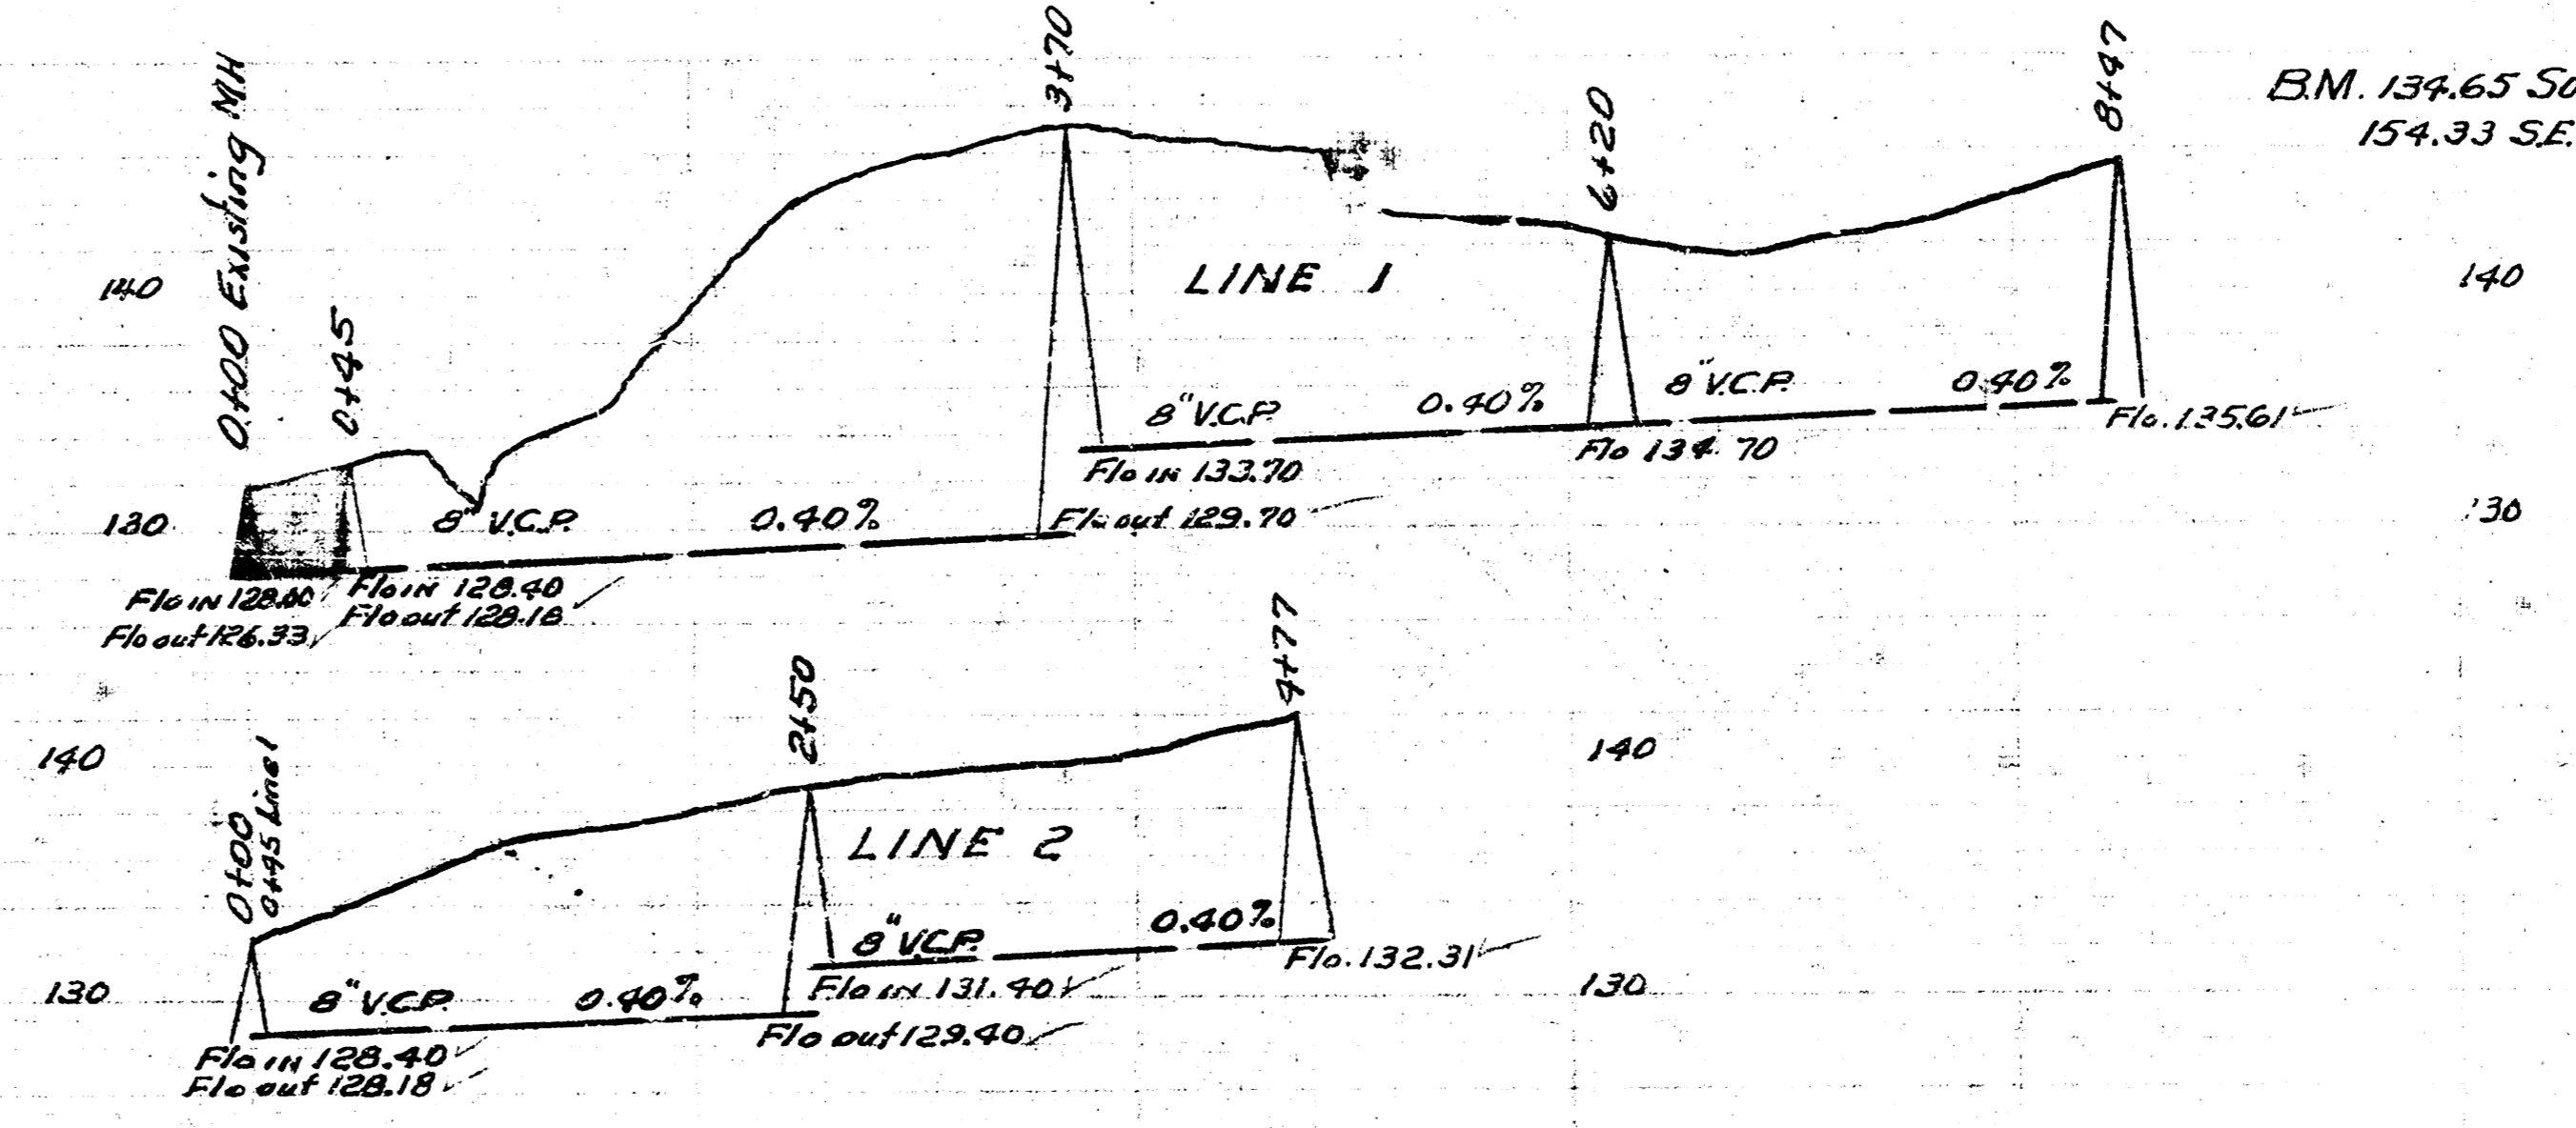 0+00 Existing MH
0+45
3+70
6+20
8+47
B.M. 134.65 So
154.33 S.E.
140
LINE 1
140
8" V.C.P. 0.40% 8" V.C.P. 0.40%
Flo in 133.70
Flo 134.70
Flo. 135.61
130
8" V.C.P. 0.40%
Flo out 129.70
130
Flo in 128.00
Flo in 128.40
Flo out 126.33
Flo out 128.18
0+00
0+45 Line 1
2+50
4+77
140
LINE 2
140
8" V.C.P. 0.40%
Flo in 131.40
Flo. 132.31
130
8" V.C.P. 0.40%
Flo out 129.40
130
Flo in 128.40
Flo out 128.18